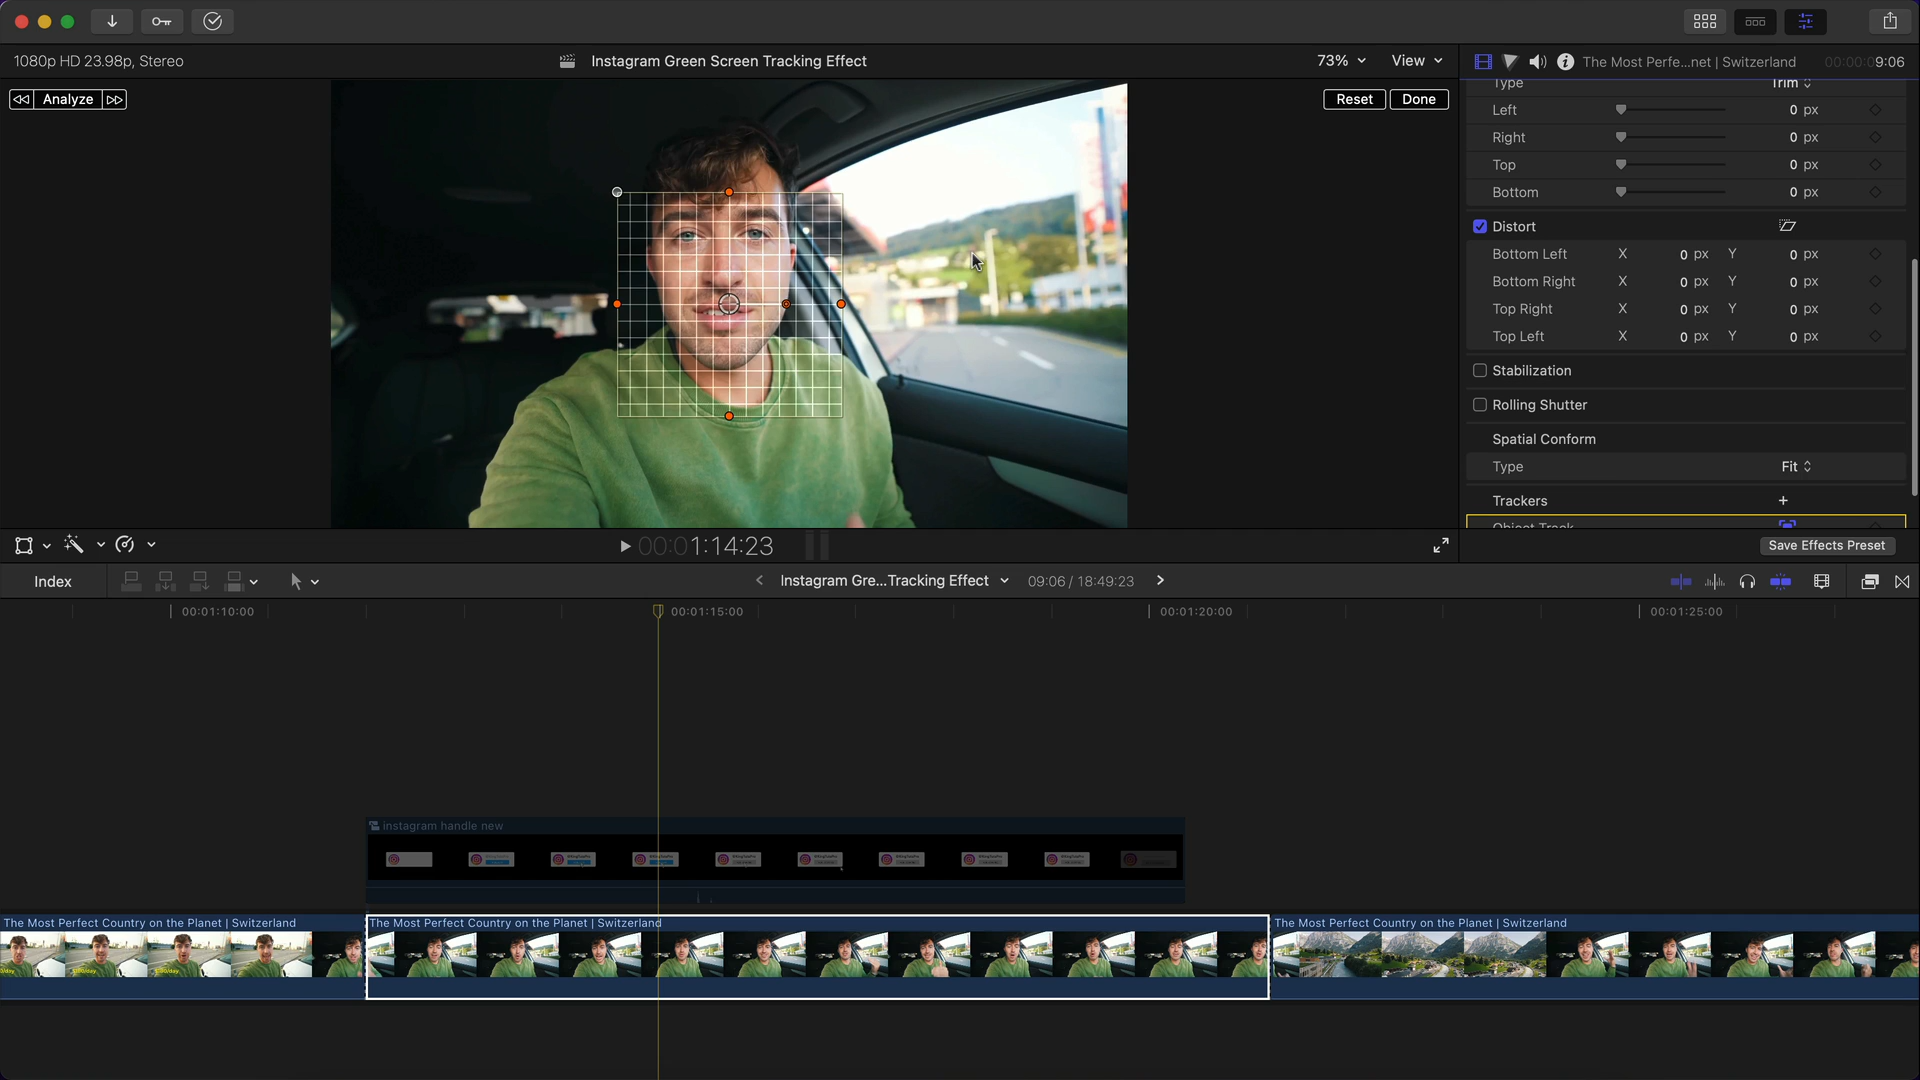 1080p HD 23.98p, Stereo
Instagram Green Screen Tracking Effect
73%
View
The Most Perfe...net | Switzerland
00:00:09:06
Analyze
Reset
Done
Type
Trim
Left
0 px
Right
0 px
Top
0 px
Bottom
0 px
Distort
Bottom Left X 0 px Y 0 px
Bottom Right X 0 px Y 0 px
Top Right X 0 px Y 0 px
Top Left X 0 px Y 0 px
Stabilization
Rolling Shutter
Spatial Conform
Type
Fit
Trackers
Object Track
00:01:14:23
Save Effects Preset
Index
Instagram Gre...Tracking Effect
09:06 / 18:49:23
00:01:10:00
00:01:15:00
00:01:20:00
00:01:25:00
instagram handle new
The Most Perfect Country on the Planet | Switzerland
The Most Perfect Country on the Planet | Switzerland
The Most Perfect Country on the Planet | Switzerland